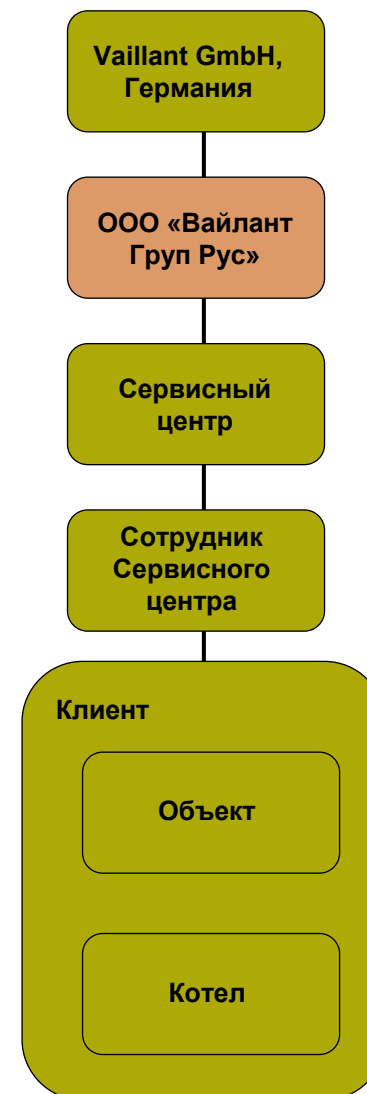 Vaillant GmbH,
Германия
ООО «Вайлант
Груп Рус»
Сервисный
центр
Сотрудник
Сервисного
центра
Клиент
Объект
Котел